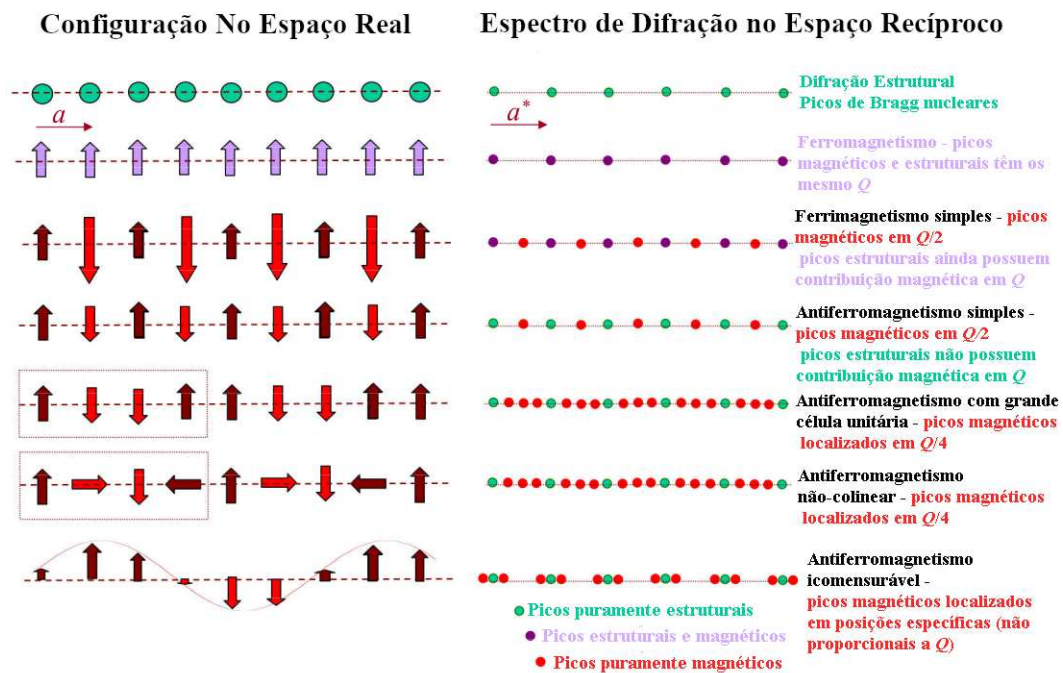 Configuração No Espaço Real
Espectro de Difração no Espaço Recíproco
a
a*
Difração Estrutural
Picos de Bragg nucleares
Ferromagnetismo - picos
magnéticos e estruturais têm os
mesmo Q
Ferrimagnetismo simples - picos
magnéticos em Q/2
picos estruturais ainda possuem
contribuição magnética em Q
Antiferromagnetismo simples -
picos magnéticos em Q/2
picos estruturais não possuem
contribuição magnética em Q
Antiferromagnetismo com grande
célula unitária - picos magnéticos
localizados em Q/4
Antiferromagnetismo
não-colinear - picos magnéticos
localizados em Q/4
Antiferromagnetismo
icomensurável -
picos magnéticos localizados
em posições específicas (não
proporcionais a Q)
Picos puramente estruturais
Picos estruturais e magnéticos
Picos puramente magnéticos